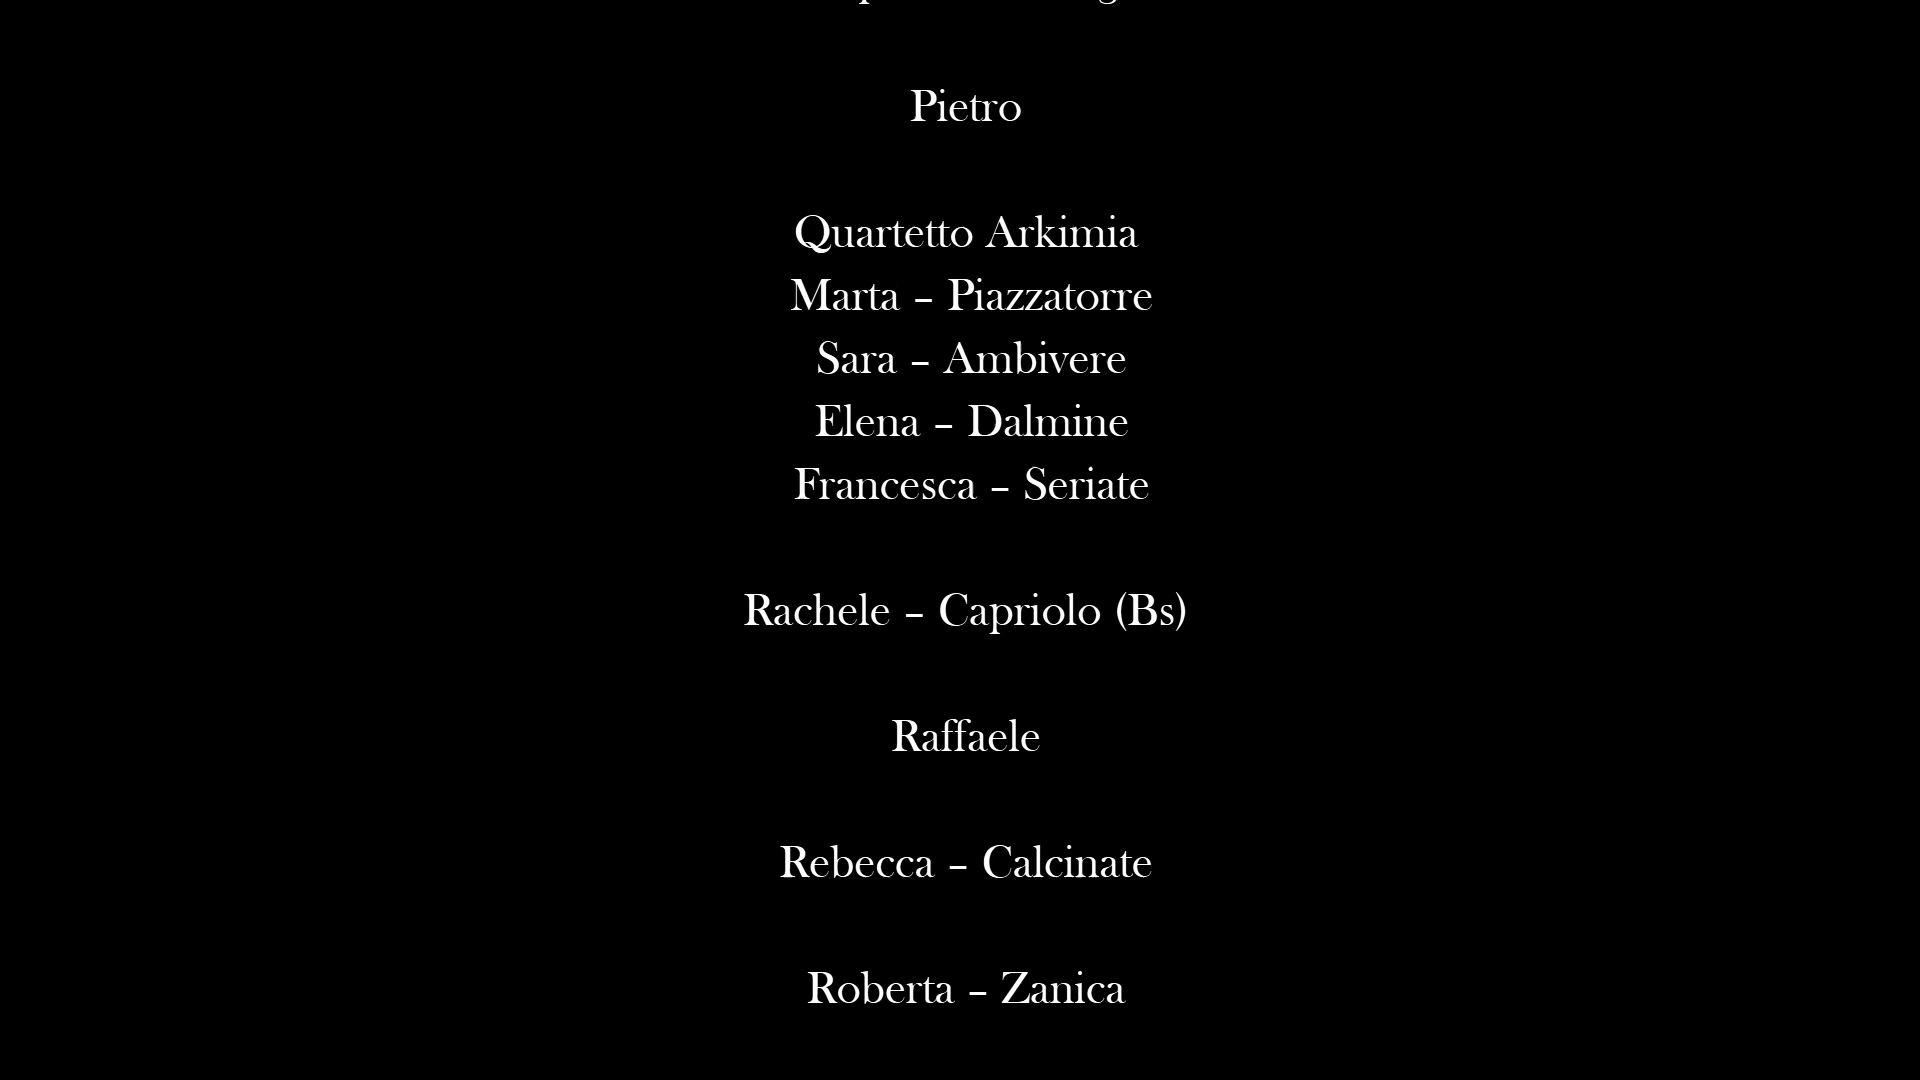 Pietro
Quartetto Arkimia
Marta – Piazzatorre
Sara – Ambivere
Elena – Dalmine
Francesca – Seriate
Rachele – Capriolo (Bs)
Raffaele
Rebecca – Calcinate
Roberta – Zanica